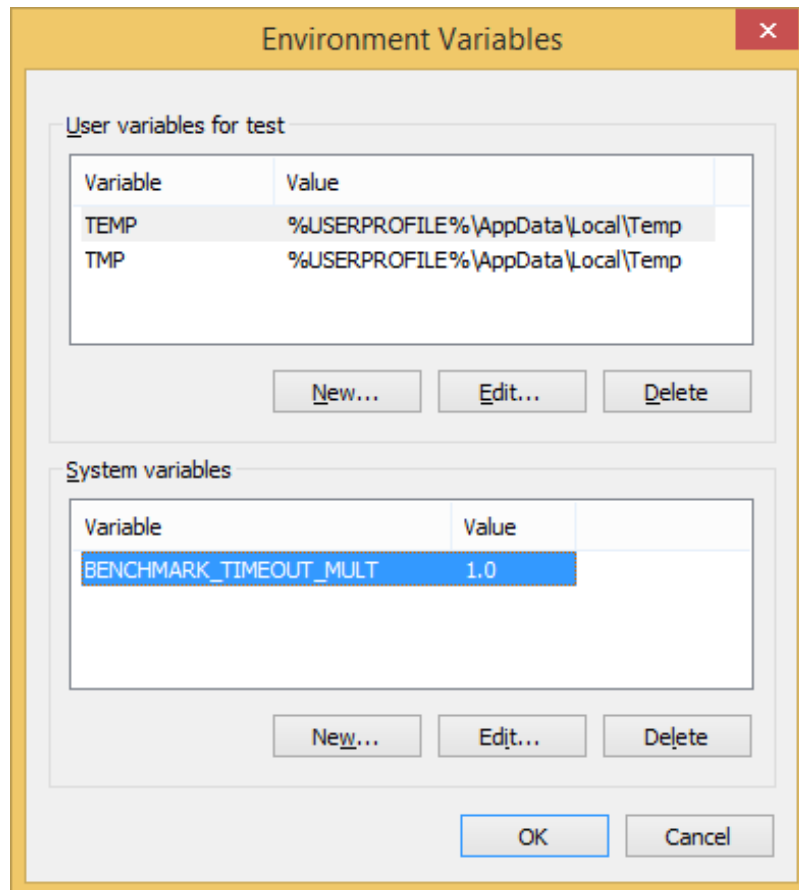 Environment Variables
User variables for test
Variable Value
TEMP %USERPROFILE%\AppData\Local\Temp
TMP %USERPROFILE%\AppData\Local\Temp
New... Edit... Delete
System variables
Variable Value
BENCHMARK_TIMEOUT_MULT 1.0
New... Edit... Delete
OK Cancel